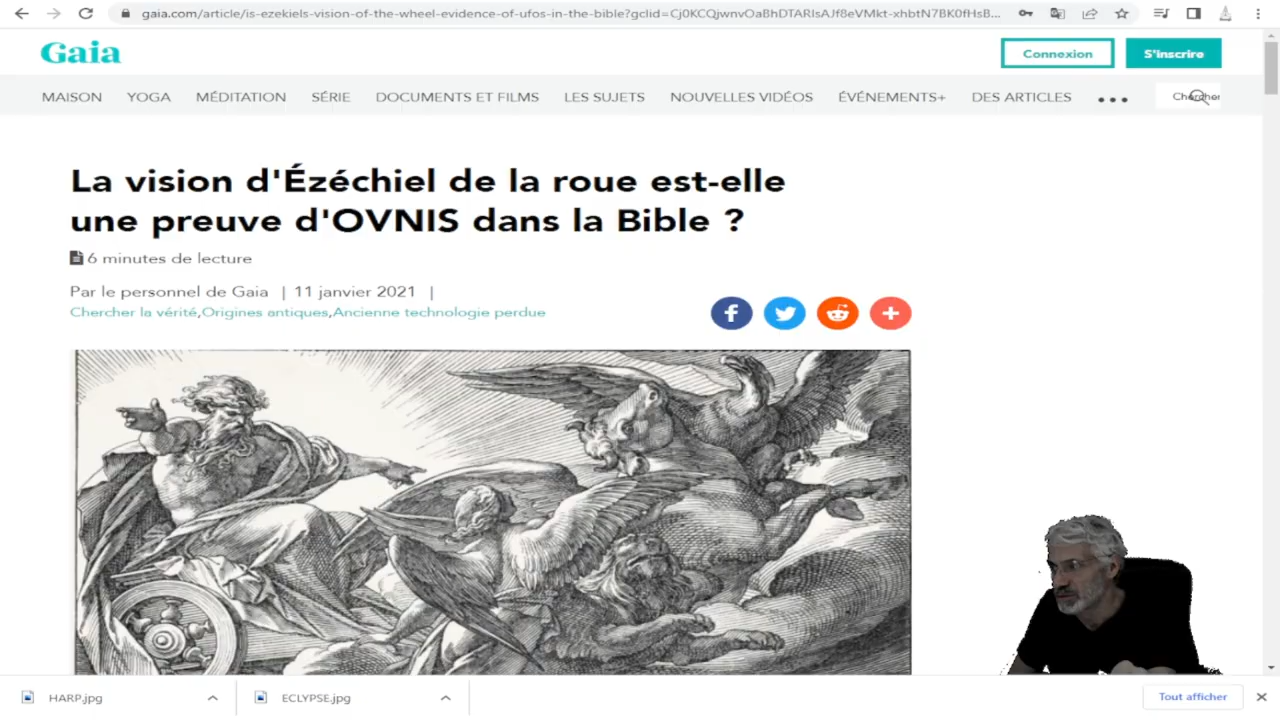 gaia.com/article/is-ezekiels-vision-of-the-wheel-evidence-of-ufos-in-the-bible?gclid=Cj0KCQjwnvOaBhDTARIsAJf8eVMkt-xhbtN7BK0fHsB...
Gaia
Connexion
S'inscrire
MAISON YOGA MÉDITATION SÉRIE DOCUMENTS ET FILMS LES SUJETS NOUVELLES VIDÉOS ÉVÉNEMENTS+ DES ARTICLES ... Chercher
La vision d'Ézéchiel de la roue est-elle
une preuve d'OVNIS dans la Bible ?
6 minutes de lecture
Par le personnel de Gaia | 11 janvier 2021 |
Chercher la vérité,Origines antiques,Ancienne technologie perdue
HARP.jpg
ECLYPSE.jpg
Tout afficher